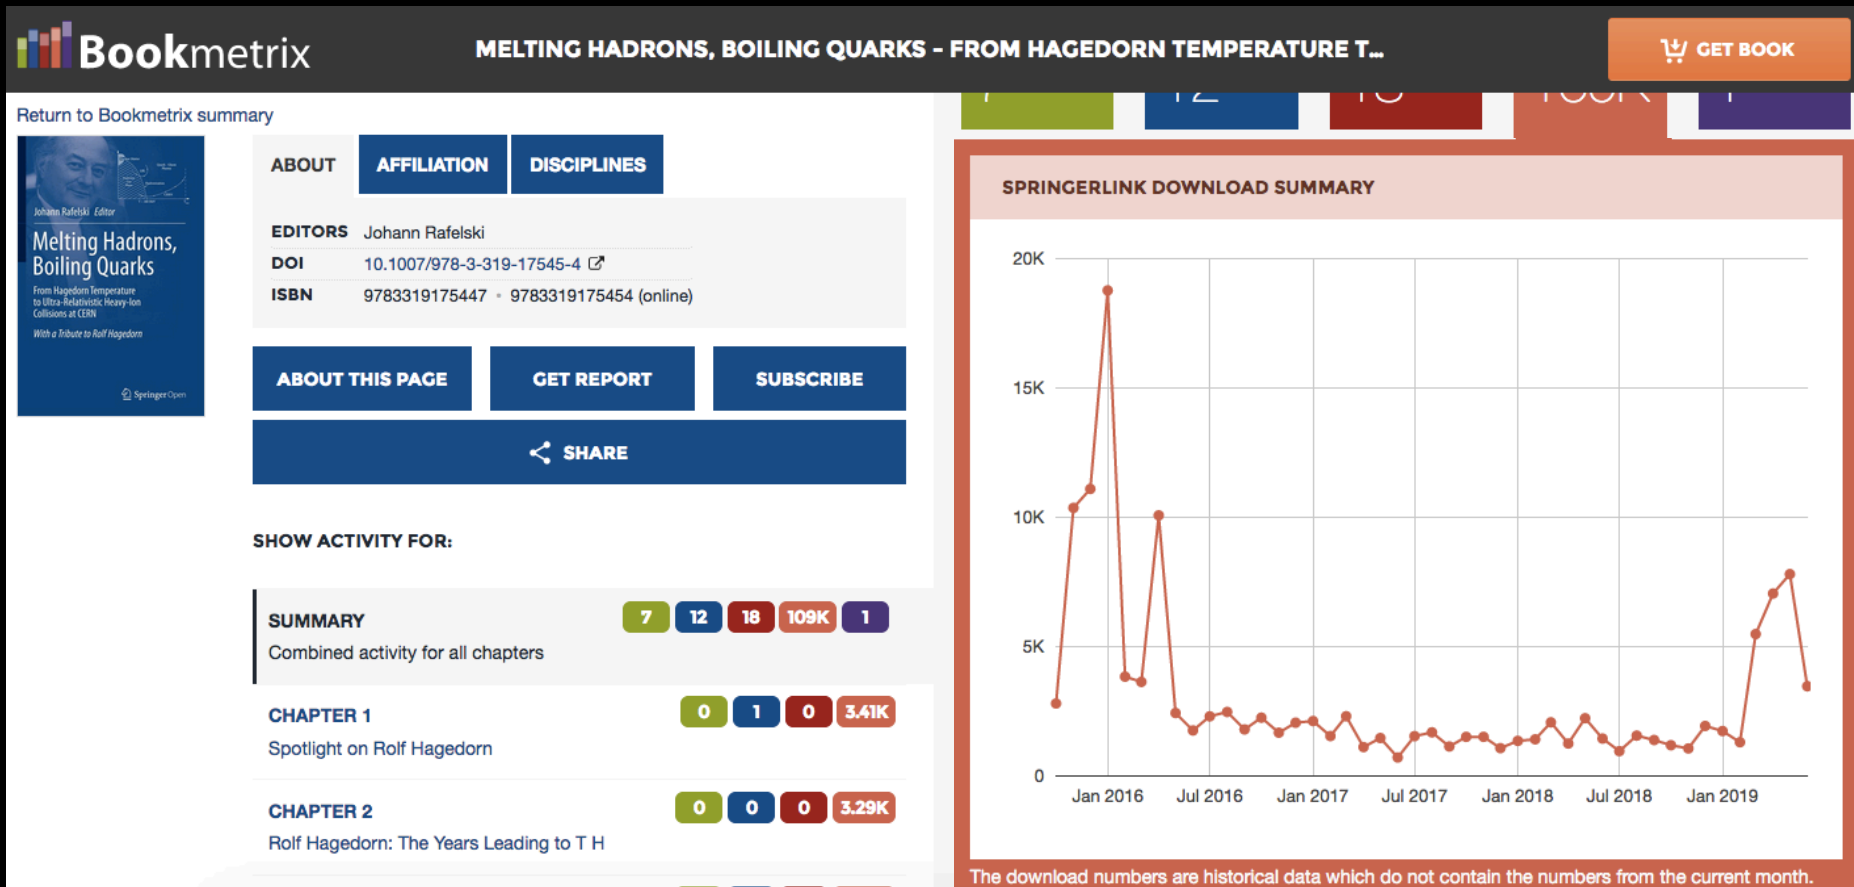 Bookmetrix
MELTING HADRONS, BOILING QUARKS - FROM HAGEDORN TEMPERATURE T...
GET BOOK
Return to Bookmetrix summary
Johann Rafelski Editor
Melting Hadrons,
Boiling Quarks
From Hagedorn Temperature
to Ultra-Relativistic Heavy-Ion
Collisions at CERN
With a Tribute to Rolf Hagedorn
Springer Open
ABOUT
AFFILIATION
DISCIPLINES
EDITORS Johann Rafelski
DOI 10.1007/978-3-319-17545-4
ISBN 9783319175447 • 9783319175454 (online)
ABOUT THIS PAGE
GET REPORT
SUBSCRIBE
SHARE
SHOW ACTIVITY FOR:
SUMMARY 7 12 18 109K 1
Combined activity for all chapters
CHAPTER 1 0 1 0 3.41K
Spotlight on Rolf Hagedorn
CHAPTER 2 0 0 0 3.29K
Rolf Hagedorn: The Years Leading to T H
SPRINGERLINK DOWNLOAD SUMMARY
20K
15K
10K
5K
0
Jan 2016 Jul 2016 Jan 2017 Jul 2017 Jan 2018 Jul 2018 Jan 2019
The download numbers are historical data which do not contain the numbers from the current month.